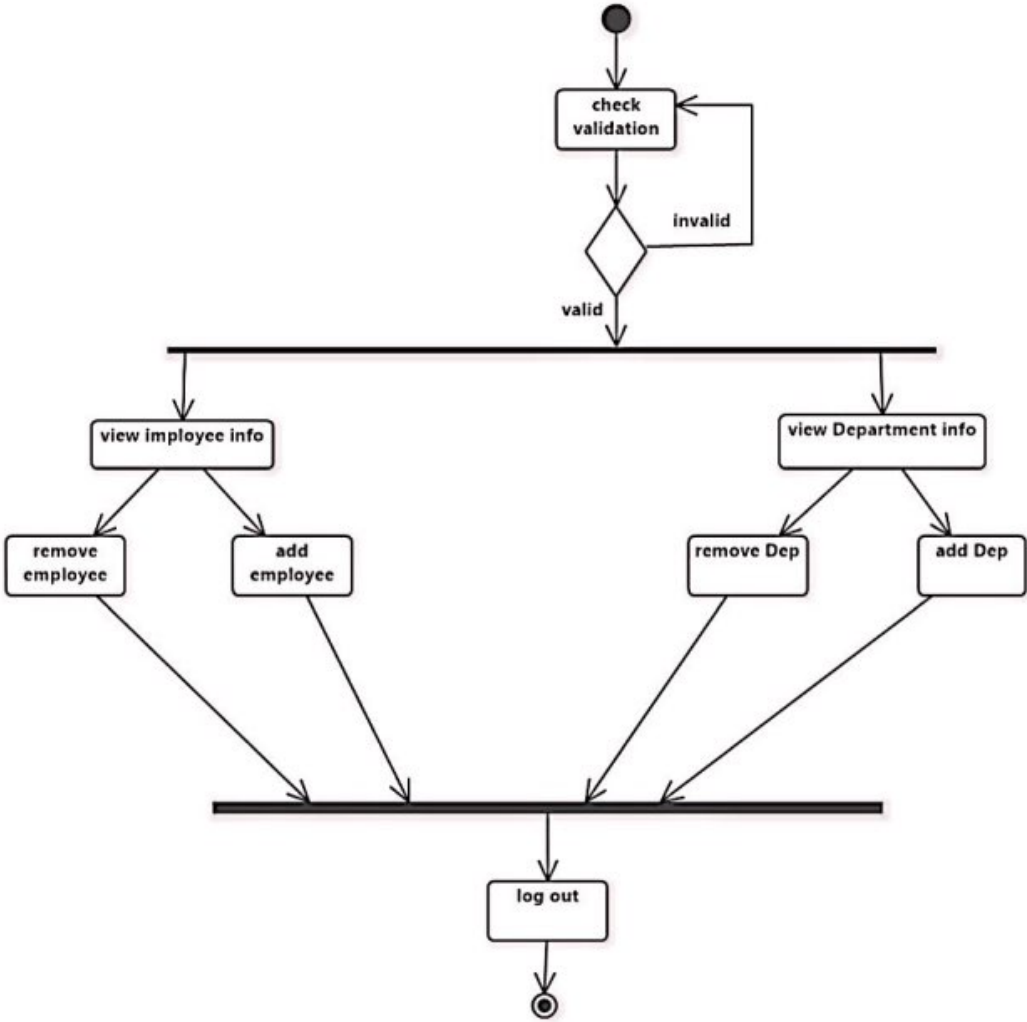 check
validation
invalid
valid
view imployee info
view Department info
remove
employee
add
employee
remove Dep
add Dep
log out